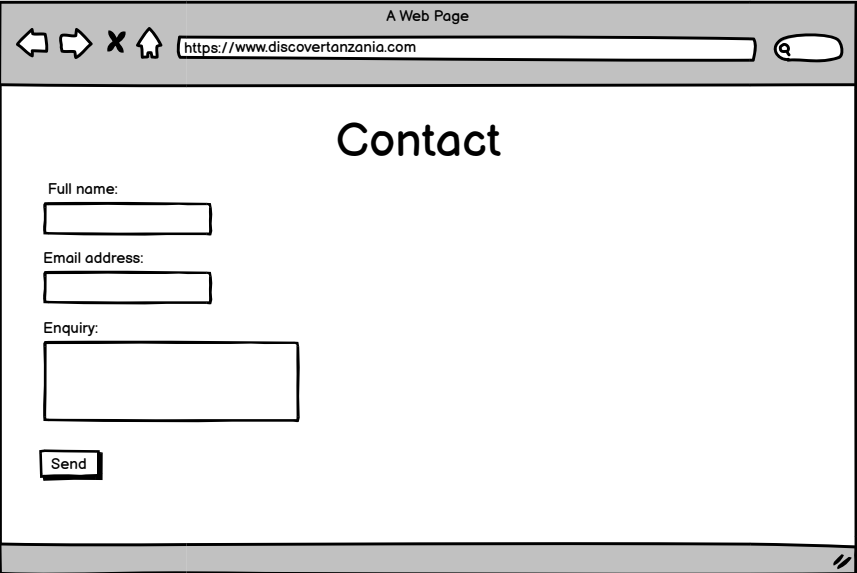 A Web Page
https://www.discovertanzania.com
Contact
Full name:
Email address:
Enquiry:
Send